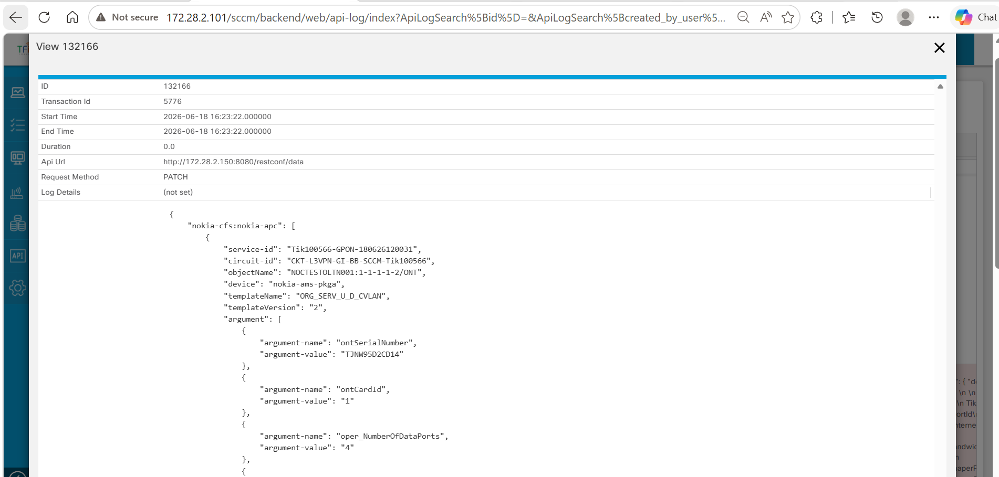 Not secure 172.28.2.101/sccm/backend/web/api-log/index?ApiLogSearch%5Bid%5D=&ApiLogSearch%5Bcreated_by_user%5... Chat
TF
View 132166
ID 132166
Transaction Id 5776
Start Time 2026-06-18 16:23:22.000000
End Time 2026-06-18 16:23:22.000000
Duration 0.0
Api Url http://172.28.2.150:8080/restconf/data
Request Method PATCH
Log Details (not set)
{
"nokia-cfs:nokia-apc": [
{
"service-id": "Tik100566-GPON-180626120031",
"circuit-id": "CKT-L3VPN-GI-BB-SCCM-Tik100566",
"objectName": "NOCTESTOLTN001:1-1-1-1-2/ONT",
"device": "nokia-ams-pkga",
"templateName": "ORG_SERV_U_D_CVLAN",
"templateVersion": "2",
"argument": [
{
"argument-name": "ontSerialNumber",
"argument-value": "TJNW95D2CD14"
},
{
"argument-name": "ontCardId",
"argument-value": "1"
},
{
"argument-name": "oper_NumberOfDataPorts",
"argument-value": "4"
},
{
API
": { "d
\n \n
\n Tik
ortId\
nterne
ndwi